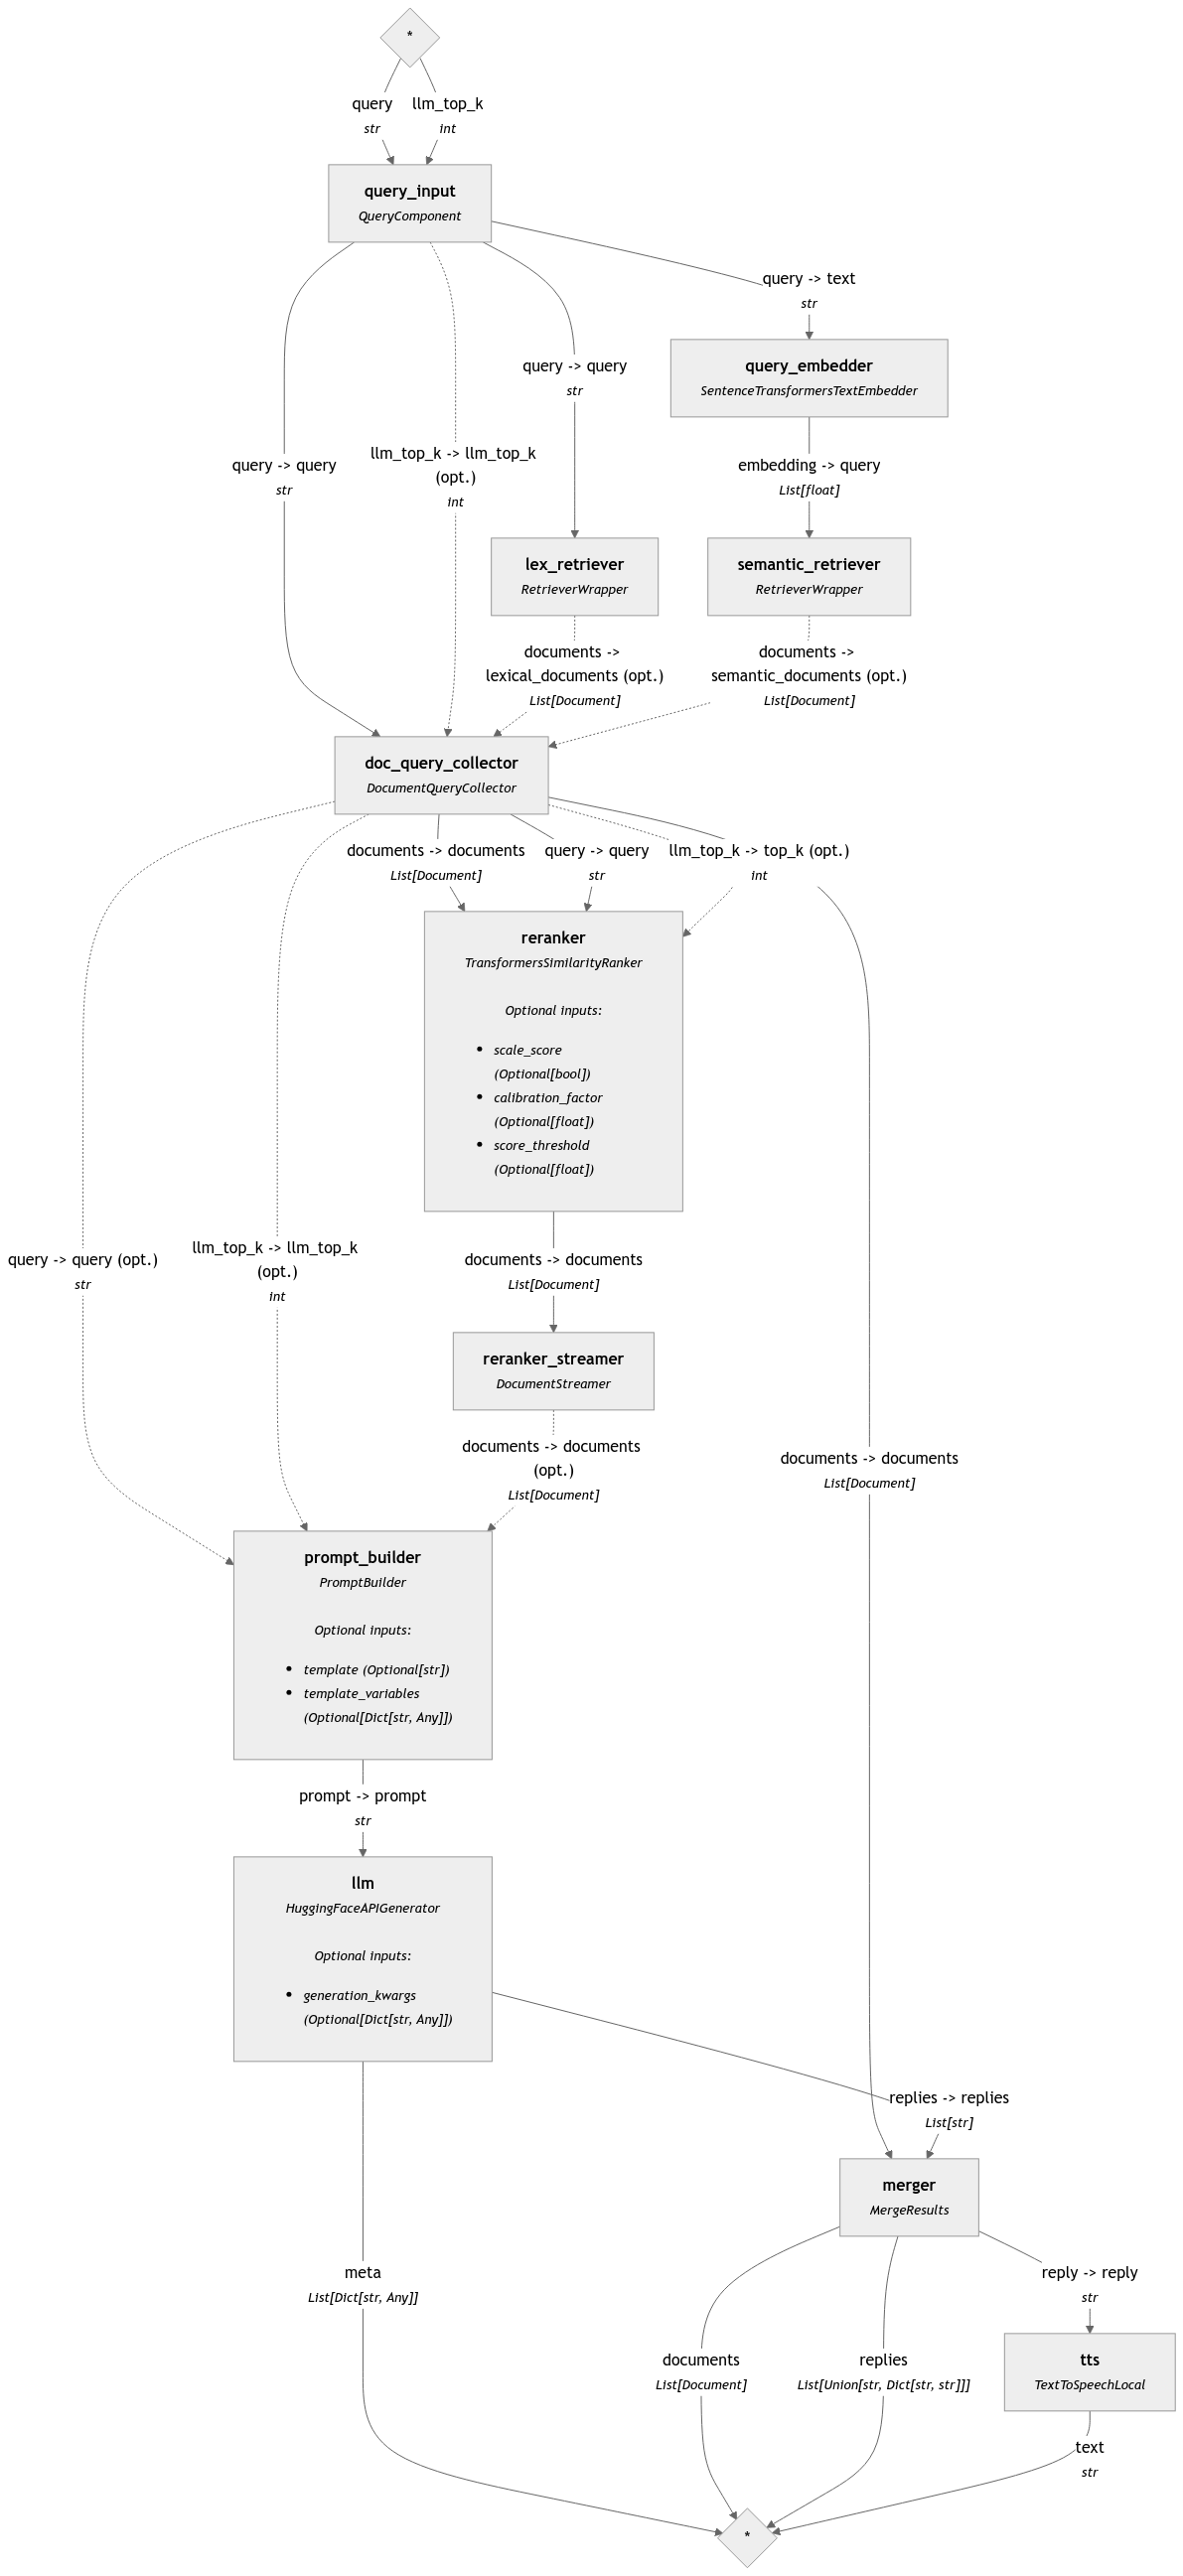 *
query
str
llm_top_k
int
query_input
QueryComponent
query -> text
str
query_embedder
SentenceTransformersTextEmbedder
query -> query
str
llm_top_k -> llm_top_k
(opt.)
int
query -> query
str
embedding -> query
List[float]
lex_retriever
RetrieverWrapper
semantic_retriever
RetrieverWrapper
documents ->
lexical_documents (opt.)
List[Document]
documents ->
semantic_documents (opt.)
List[Document]
doc_query_collector
DocumentQueryCollector
documents -> documents
List[Document]
query -> query
str
llm_top_k -> top_k (opt.)
int
reranker
TransformersSimilarityRanker
Optional inputs:
• scale_score
(Optional[bool])
• calibration_factor
(Optional[float])
• score_threshold
(Optional[float])
query -> query (opt.)
str
llm_top_k -> llm_top_k
(opt.)
int
documents -> documents
List[Document]
reranker_streamer
DocumentStreamer
documents -> documents
(opt.)
List[Document]
documents -> documents
List[Document]
prompt_builder
PromptBuilder
Optional inputs:
• template (Optional[str])
• template_variables
(Optional[Dict[str, Any]])
prompt -> prompt
str
llm
HuggingFaceAPIGenerator
Optional inputs:
• generation_kwargs
(Optional[Dict[str, Any]])
replies -> replies
List[str]
merger
MergeResults
meta
List[Dict[str, Any]]
reply -> reply
str
documents
List[Document]
replies
List[Union[str, Dict[str, str]]]
tts
TextToSpeechLocal
text
str
*